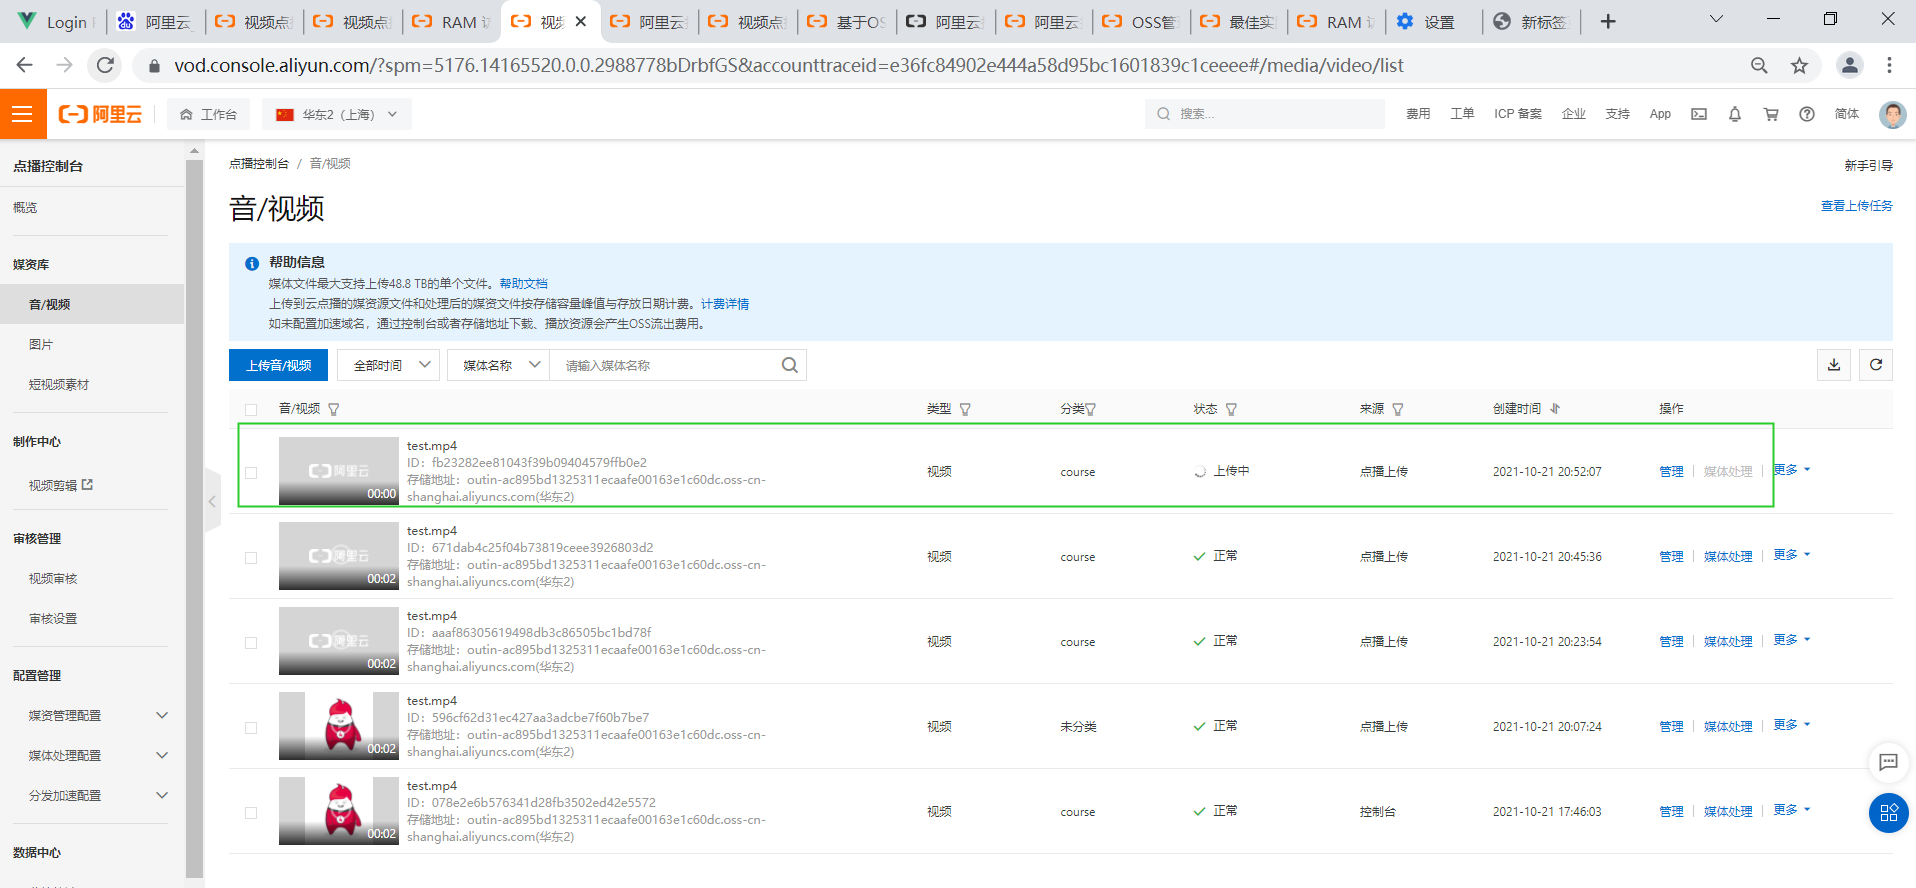 Login
阿里云
视频点
视频点
RAM 访
视频
阿里云
视频点
基于OS
阿里云
阿里云
OSS管
最佳实
RAM 访
设置
新标签
vod.console.aliyun.com/?spm=5176.14165520.0.0.2988778bDrbfGS&accounttraceid=e36fc84902e444a58d95bc1601839c1ceeee#/media/video/list
阿里云
工作台
华东2（上海）
搜索...
费用
工单
ICP 备案
企业
支持
App
简体
点播控制台
概览
媒资库
音/视频
图片
短视频素材
制作中心
视频剪辑
审核管理
视频审核
审核设置
配置管理
媒资管理配置
媒体处理配置
分发加速配置
数据中心
点播控制台 / 音/视频
新手引导
音/视频
查看上传任务
帮助信息
媒体文件最大支持上传48.8 TB的单个文件。帮助文档
上传到云点播的媒资源文件和处理后的媒资文件按存储容量峰值与存放日期计费。计费详情
如未配置加速域名，通过控制台或者存储地址下载、播放资源会产生OSS流出费用。
上传音/视频
全部时间
媒体名称
请输入媒体名称
音/视频 类型 分类 状态 来源 创建时间 操作
阿里云
00:00
test.mp4
ID：fb23282ee81043f39b09404579ffb0e2
存储地址：outin-ac895bd1325311ecaafe00163e1c60dc.oss-cn-
shanghai.aliyuncs.com(华东2)
视频 course 上传中 点播上传 2021-10-21 20:52:07 管理 媒体处理 更多
阿里云
00:02
test.mp4
ID：671dab4c25f04b73819ceee3926803d2
存储地址：outin-ac895bd1325311ecaafe00163e1c60dc.oss-cn-
shanghai.aliyuncs.com(华东2)
视频 course 正常 点播上传 2021-10-21 20:45:36 管理 媒体处理 更多
阿里云
00:02
test.mp4
ID：aaaf86305619498db3c86505bc1bd78f
存储地址：outin-ac895bd1325311ecaafe00163e1c60dc.oss-cn-
shanghai.aliyuncs.com(华东2)
视频 course 正常 点播上传 2021-10-21 20:23:54 管理 媒体处理 更多
00:02
test.mp4
ID：596cf62d31ec427aa3adcbe7f60b7be7
存储地址：outin-ac895bd1325311ecaafe00163e1c60dc.oss-cn-
shanghai.aliyuncs.com(华东2)
视频 未分类 正常 点播上传 2021-10-21 20:07:24 管理 媒体处理 更多
00:02
test.mp4
ID：078e2e6b576341d28fb3502ed42e5572
存储地址：outin-ac895bd1325311ecaafe00163e1c60dc.oss-cn-
shanghai.aliyuncs.com(华东2)
视频 course 正常 控制台 2021-10-21 17:46:03 管理 媒体处理 更多